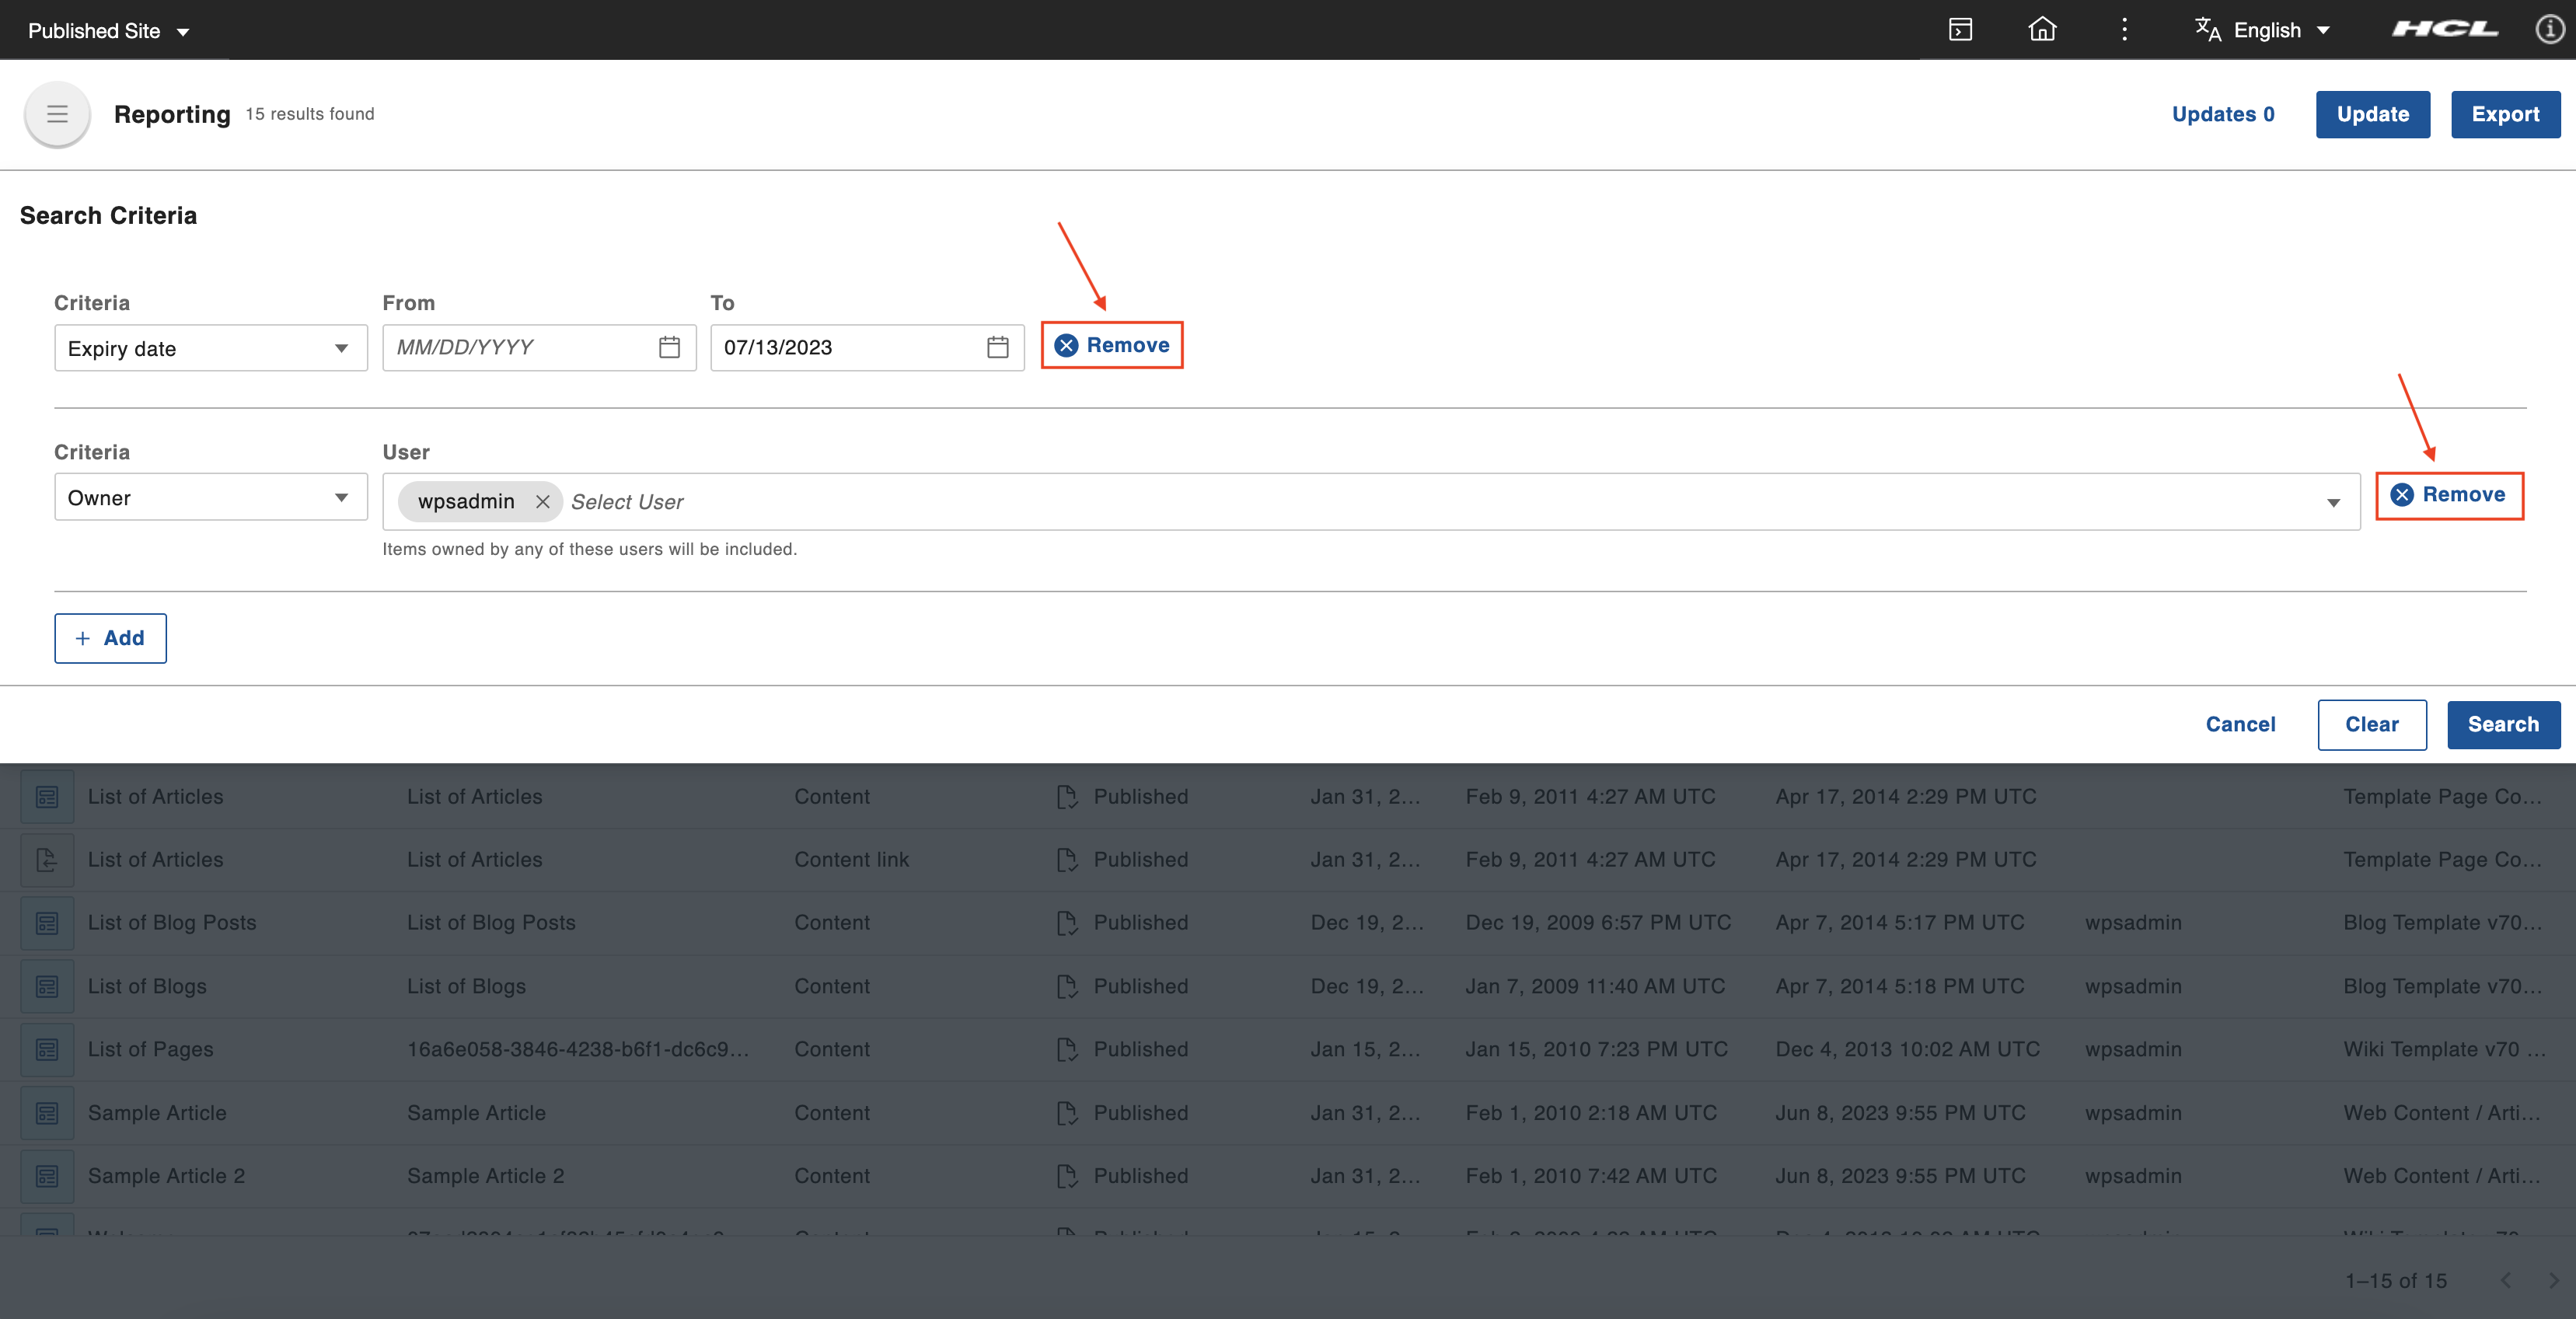 Published Site
English
HCL
Reporting 15 results found
Updates 0
Update
Export
Search Criteria
Criteria
From
To
Expiry date
MM/DD/YYYY
07/13/2023
Remove
Criteria
User
Owner
wpsadmin
Select User
Remove
Items owned by any of these users will be included.
+ Add
Cancel
Clear
Search
List of Articles List of Articles Content Published Jan 31, 2... Feb 9, 2011 4:27 AM UTC Apr 17, 2014 2:29 PM UTC Template Page Co...
List of Articles List of Articles Content link Published Jan 31, 2... Feb 9, 2011 4:27 AM UTC Apr 17, 2014 2:29 PM UTC Template Page Co...
List of Blog Posts List of Blog Posts Content Published Dec 19, 2... Dec 19, 2009 6:57 PM UTC Apr 7, 2014 5:17 PM UTC wpsadmin Blog Template v70...
List of Blogs List of Blogs Content Published Dec 19, 2... Jan 7, 2009 11:40 AM UTC Apr 7, 2014 5:18 PM UTC wpsadmin Blog Template v70...
List of Pages 16a6e058-3846-4238-b6f1-dc6c9... Content Published Jan 15, 2... Jan 15, 2010 7:23 PM UTC Dec 4, 2013 10:02 AM UTC wpsadmin Wiki Template v70 ...
Sample Article Sample Article Content Published Jan 31, 2... Feb 1, 2010 2:18 AM UTC Jun 8, 2023 9:55 PM UTC wpsadmin Web Content / Arti...
Sample Article 2 Sample Article 2 Content Published Jan 31, 2... Feb 1, 2010 7:42 AM UTC Jun 8, 2023 9:55 PM UTC wpsadmin Web Content / Arti...
1–15 of 15